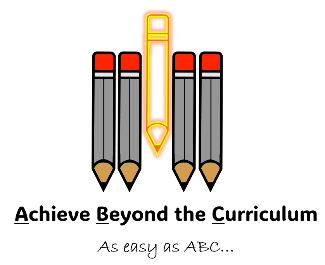 Achieve Beyond the Curriculum
As easy as ABC...